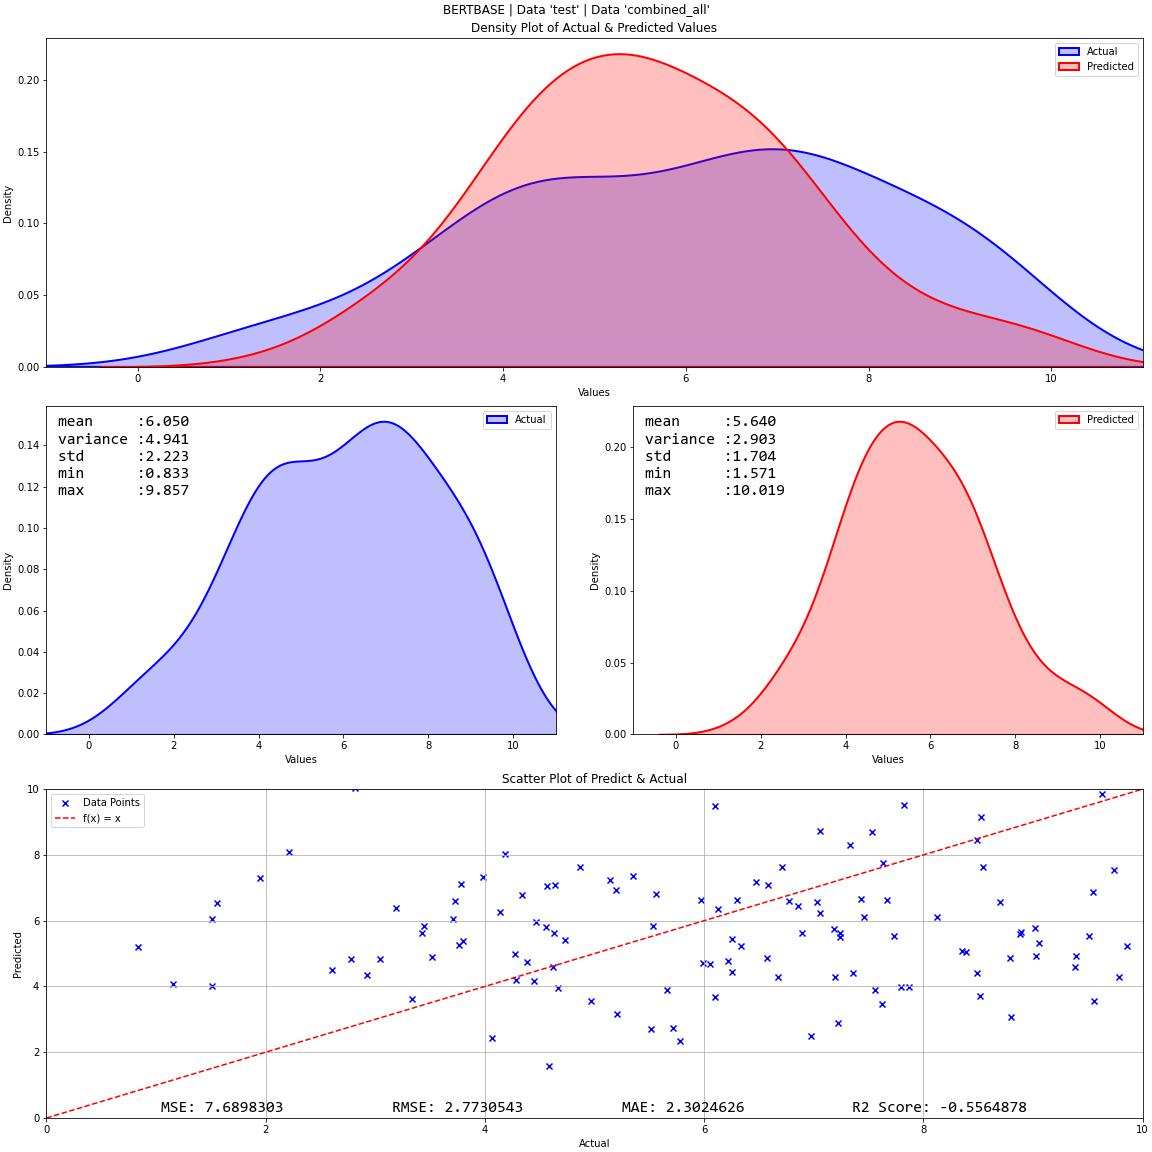 BERTBASE | Data 'test' | Data 'combined_all'
Density Plot of Actual & Predicted Values
Actual
Predicted
0.20
0.15
0.10
0.05
0.00
Density
0 2 4 6 8 10
Values
mean :6.050
variance :4.941
std :2.223
min :0.833
max :9.857
Actual
0.14
0.12
0.10
0.08
0.06
0.04
0.02
0.00
Density
0 2 4 6 8 10
Values
mean :5.640
variance :2.903
std :1.704
min :1.571
max :10.019
Predicted
0.20
0.15
0.10
0.05
0.00
Density
0 2 4 6 8 10
Values
Scatter Plot of Predict & Actual
Data Points
f(x) = x
10
8
6
4
2
0
Predicted
MSE: 7.6898303 RMSE: 2.7730543 MAE: 2.3024626 R2 Score: -0.5564878
0 2 4 6 8 10
Actual